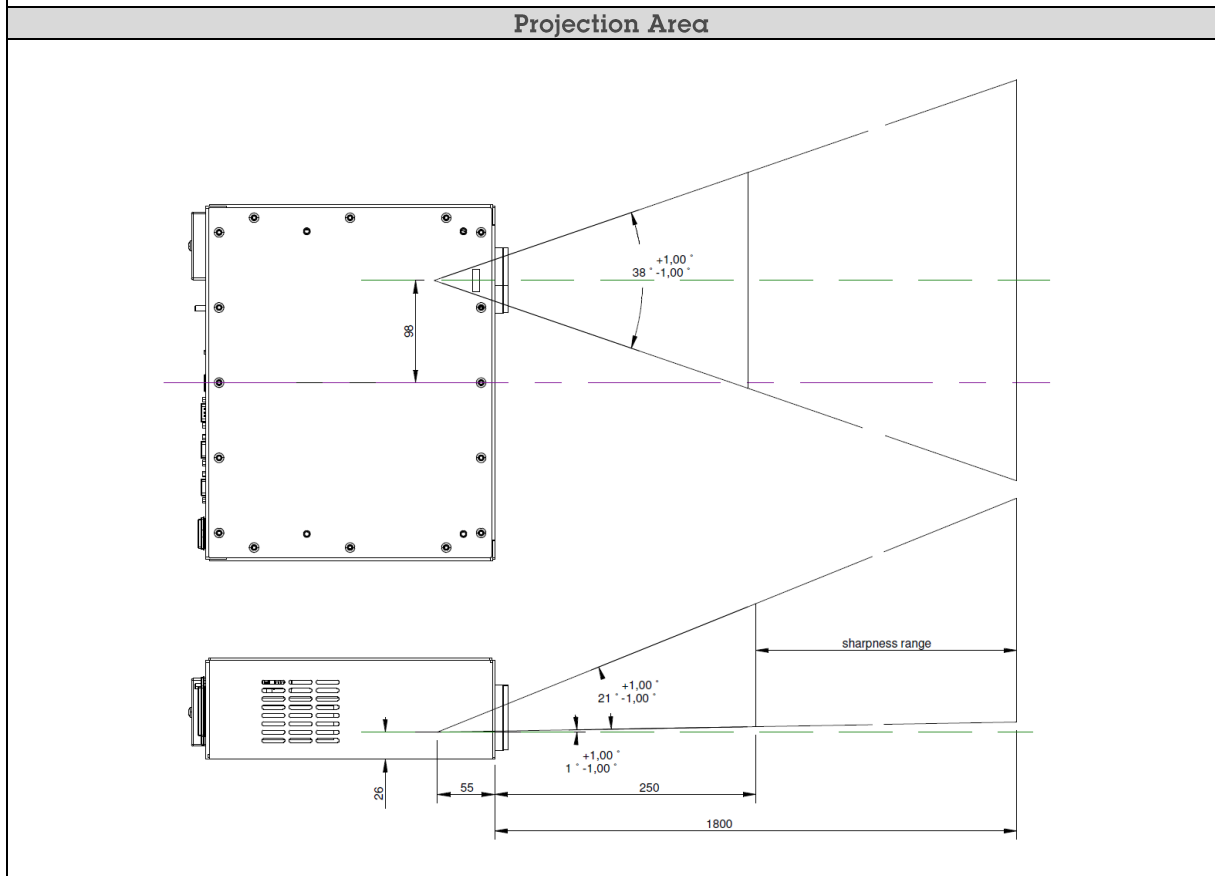 Projection Area
+1,00 °
38 ° -1,00 °
98
sharpness range
+1,00 °
21 ° -1,00 °
+1,00 °
1 ° -1,00 °
26
55
250
1800